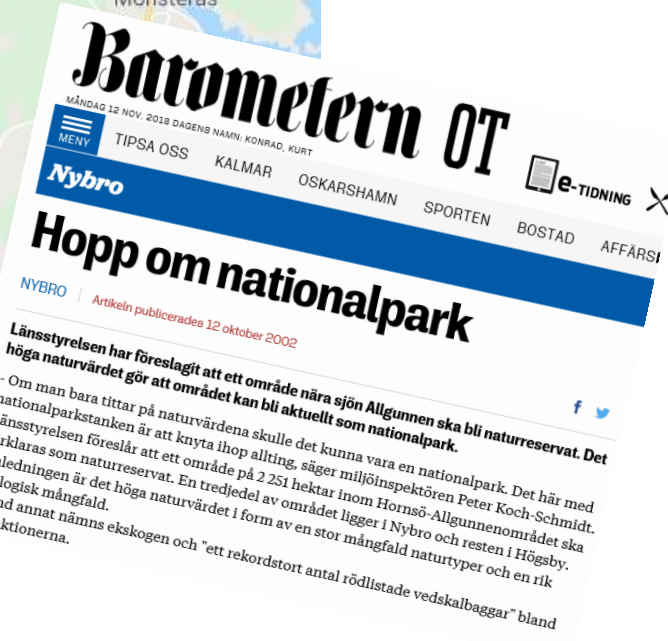 Mönsterås
Barometern OT
MÅNDAG 12 NOV. 2018 DAGENS NAMN: KONRAD, KURT
e-TIDNING
MENY
TIPSA OSS KALMAR OSKARSHAMN SPORTEN BOSTAD AFFÄRSL
Nybro
Hopp om nationalpark
NYBRO
Artikeln publicerades 12 oktober 2002
Länsstyrelsen har föreslagit att ett område nära sjön Allgunnen ska bli naturreservat. Det
höga naturvärdet gör att området kan bli aktuellt som nationalpark.
- Om man bara tittar på naturvärdena skulle det kunna vara en nationalpark. Det här med
nationalparkstanken är att knyta ihop allting, säger miljöinspektören Peter Koch-Schmidt.
änsstyrelsen föreslår att ett område på 2 251 hektar inom Hornsö-Allgunnenområdet ska
rklaras som naturreservat. En tredjedel av området ligger i Nybro och resten i Högsby.
ledningen är det höga naturvärdet i form av en stor mångfald naturtyper och en rik
logisk mångfald.
nd annat nämns ekskogen och "ett rekordstort antal rödlistade vedskalbaggar" bland
ktionerna.